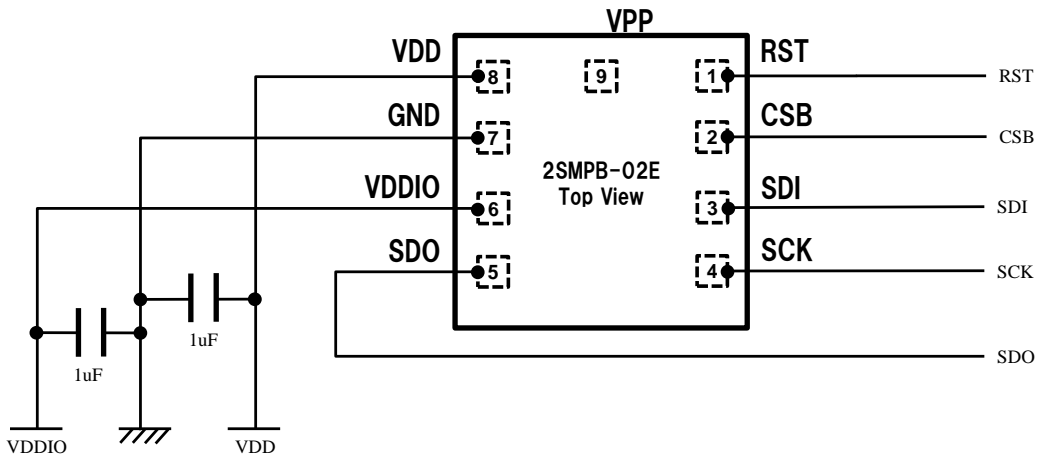 VPP
VDD
8
9
1
RST
RST
GND
7
2
CSB
CSB
2SMPB-02E
Top View
VDDIO
6
3
SDI
SDI
SDO
5
4
SCK
SCK
1uF
1uF
SDO
VDDIO
VDD